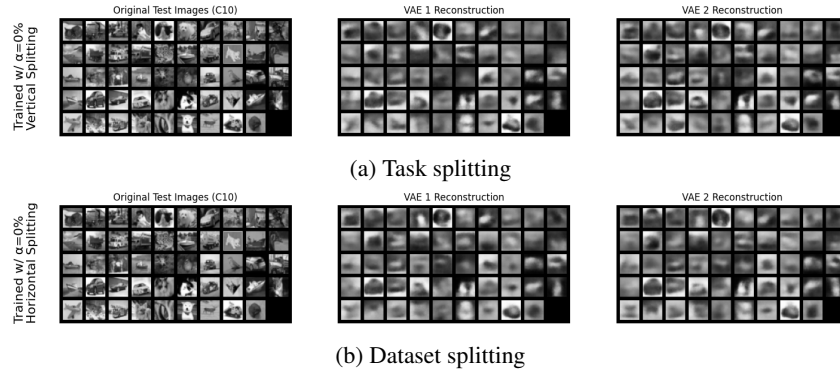 Original Test Images (C10) VAE 1 Reconstruction VAE 2 Reconstruction
Trained w/ α=0%
Vertical Splitting
(a) Task splitting
Original Test Images (C10) VAE 1 Reconstruction VAE 2 Reconstruction
Trained w/ α=0%
Horizontal Splitting
(b) Dataset splitting